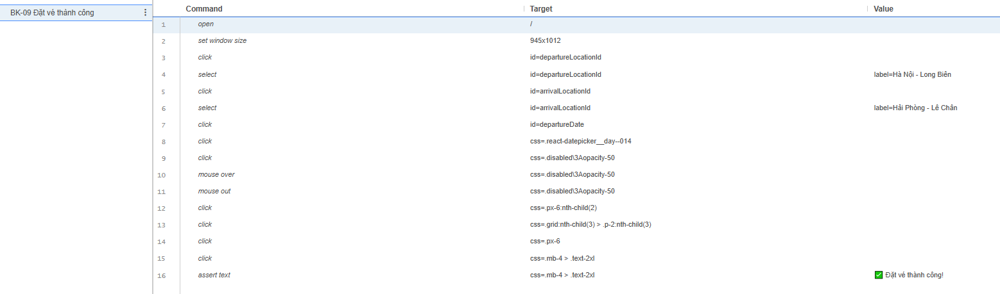 BK-09 Đặt vé thành công
Command Target Value
1 open /
2 set window size 945x1012
3 click id=departureLocationId
4 select id=departureLocationId label=Hà Nội - Long Biên
5 click id=arrivalLocationId
6 select id=arrivalLocationId label=Hải Phòng - Lê Chân
7 click id=departureDate
8 click css=.react-datepicker__day--014
9 click css=.disabled\3Aopacity-50
10 mouse over css=.disabled\3Aopacity-50
11 mouse out css=.disabled\3Aopacity-50
12 click css=.px-6:nth-child(2)
13 click css=.grid:nth-child(3) > .p-2:nth-child(3)
14 click css=.px-6
15 click css=.mb-4 > .text-2xl
16 assert text css=.mb-4 > .text-2xl ✅ Đặt vé thành công!